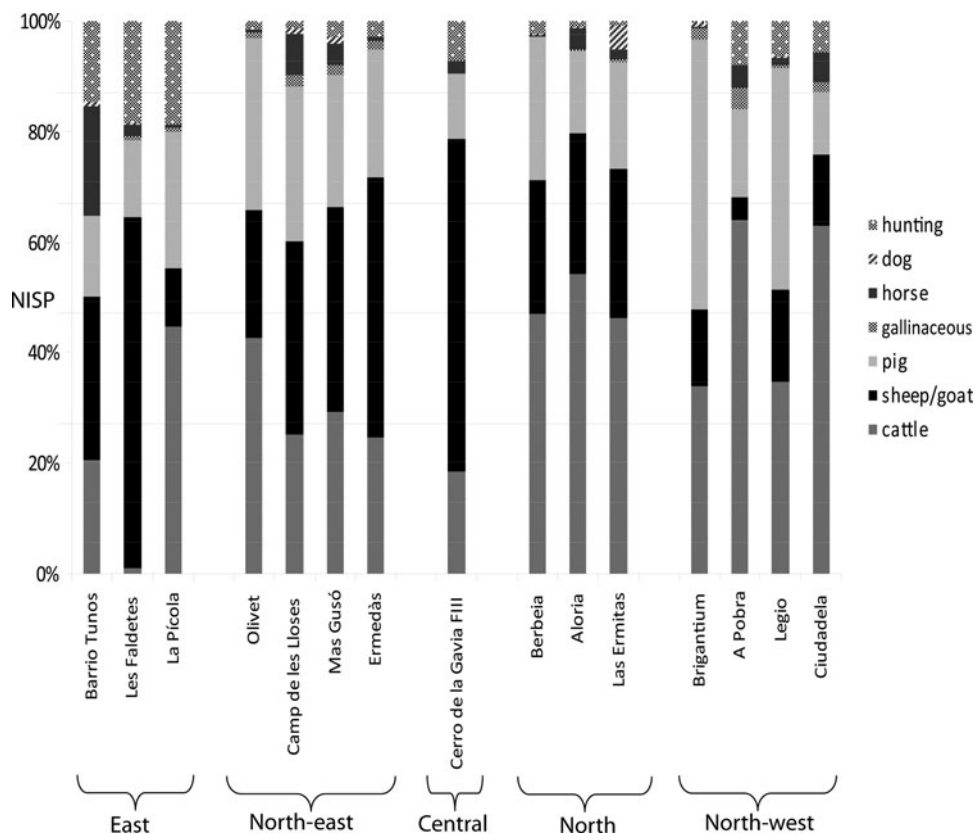 100%
80%
60%
NISP
40%
20%
0%
hunting
dog
horse
gallinaceous
pig
sheep/goat
cattle
Barrio Tunos
Les Faldetes
La Pícola
Olivet
Camp de les Lloses
Mas Gusó
Ermedàs
Cerro de la Gavia FIII
Berbeia
Aloria
Las Ermitas
Brigantium
A Pobra
Legio
Ciudadela
East
North-east
Central
North
North-west